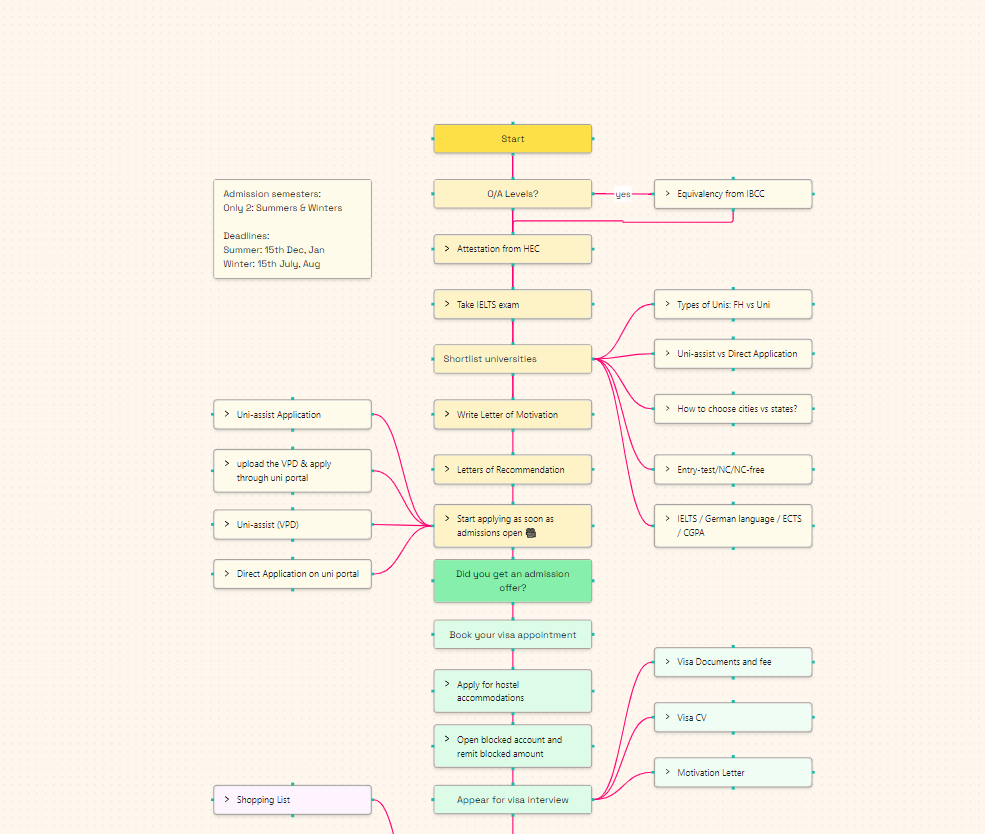 Start
Admission semesters:
Only 2: Summers & Winters
Deadlines:
Summer: 15th Dec, Jan
Winter: 15th July, Aug
O/A Levels?
yes
Equivalency from IBCC
Attestation from HEC
Take IELTS exam
Types of Unis: FH vs Uni
Shortlist universities
Uni-assist vs Direct Application
How to choose cities vs states?
Uni-assist Application
Write Letter of Motivation
upload the VPD & apply
through uni portal
Letters of Recommendation
Entry-test/NC/NC-free
Uni-assist (VPD)
Start applying as soon as
admissions open
IELTS / German language / ECTS
/ CGPA
Direct Application on uni portal
Did you get an admission
offer?
Book your visa appointment
Visa Documents and fee
Apply for hostel
accommodations
Visa CV
Open blocked account and
remit blocked amount
Motivation Letter
Shopping List
Appear for visa interview